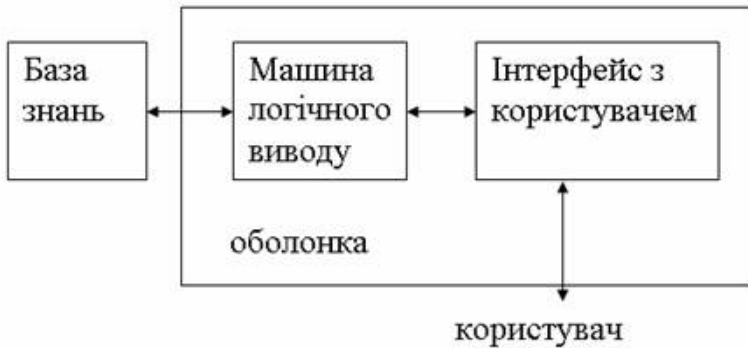 База
знань
Машина
логічного
виводу
Інтерфейс з
користувачем
оболонка
користувач